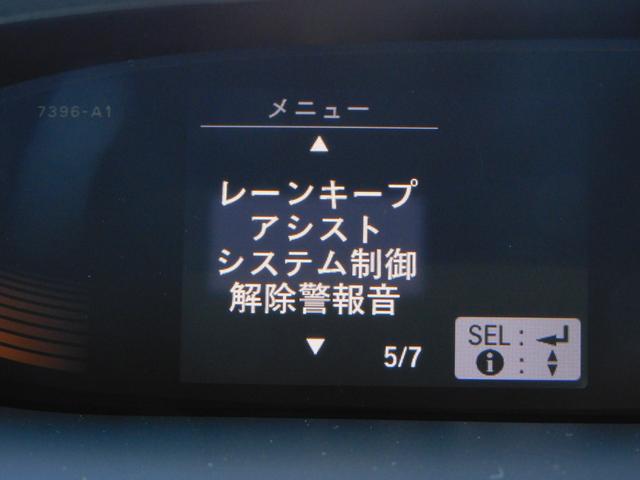 7396-A1
メニュー
▲
レーンキープ
アシスト
システム制御
解除警報音
▼
5/7
SEL:
i: